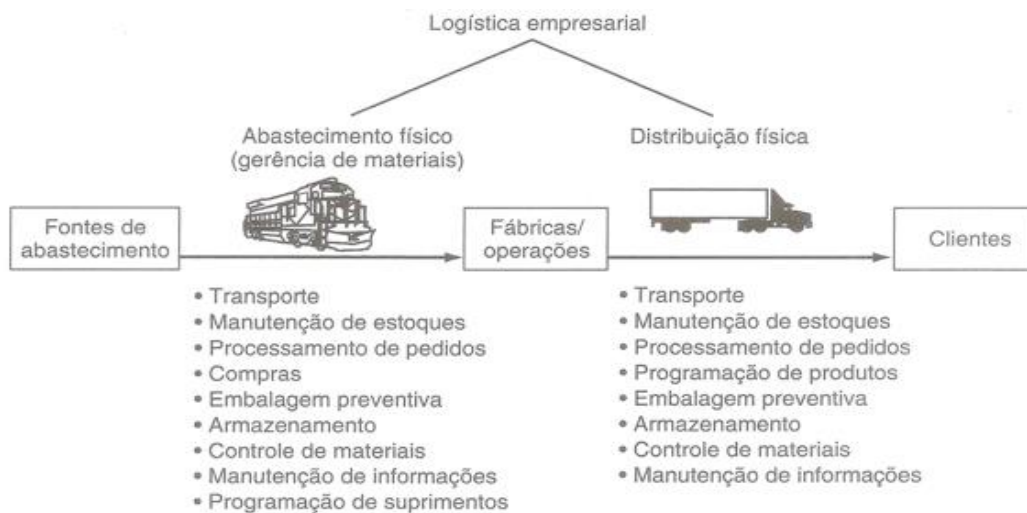 Logística empresarial
Abastecimento físico
(gerência de materiais)
Distribuição física
Fontes de
abastecimento
Fábricas/
operações
Clientes
• Transporte
• Manutenção de estoques
• Processamento de pedidos
• Compras
• Embalagem preventiva
• Armazenamento
• Controle de materiais
• Manutenção de informações
• Programação de suprimentos
• Transporte
• Manutenção de estoques
• Processamento de pedidos
• Programação de produtos
• Embalagem preventiva
• Armazenamento
• Controle de materiais
• Manutenção de informações